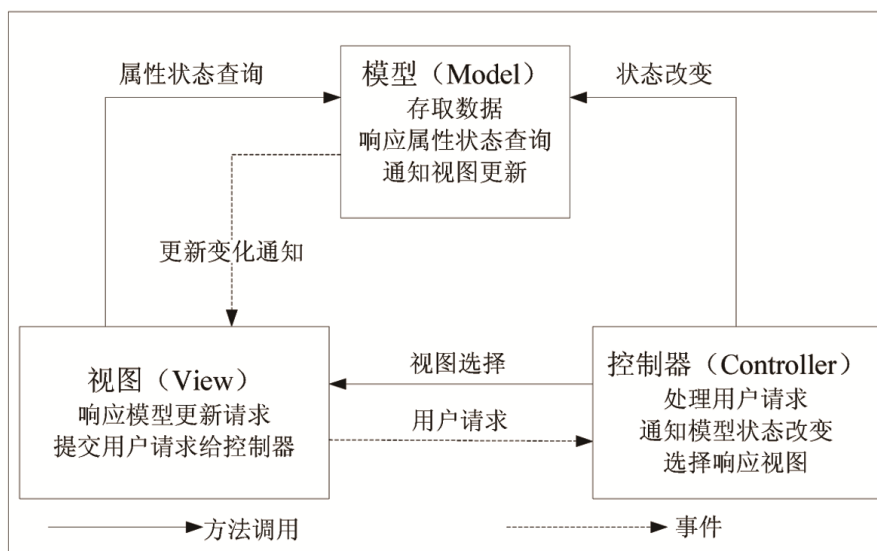 属性状态查询
模型（Model）
存取数据
响应属性状态查询
通知视图更新
状态改变
更新变化通知
视图（View）
响应模型更新请求
提交用户请求给控制器
视图选择
用户请求
控制器（Controller）
处理用户请求
通知模型状态改变
选择响应视图
方法调用
事件